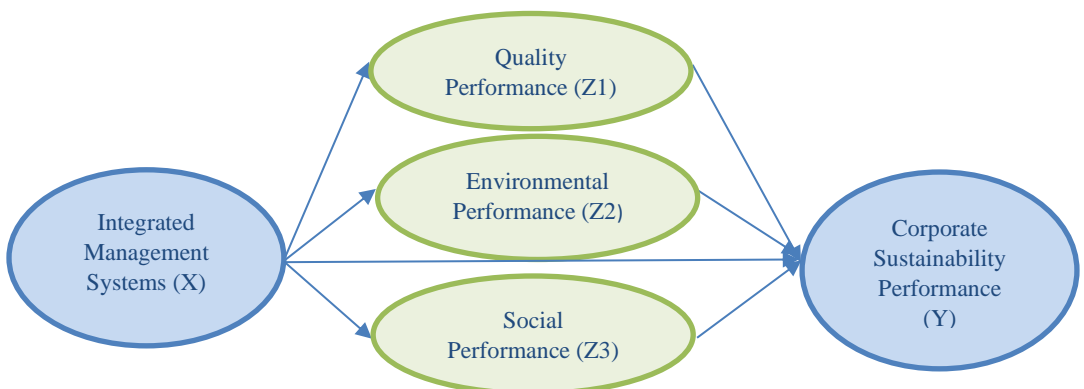 Quality
Performance (Z1)
Environmental
Performance (Z2)
Integrated
Management
Systems (X)
Corporate
Sustainability
Performance
(Y)
Social
Performance (Z3)